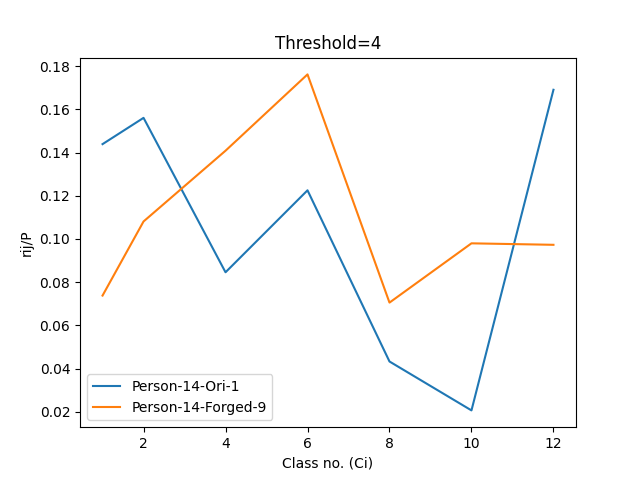 Threshold=4
rij/P
0.18
0.16
0.14
0.12
0.10
0.08
0.06
0.04
0.02
Person-14-Ori-1
Person-14-Forged-9
2 4 6 8 10 12
Class no. (Ci)